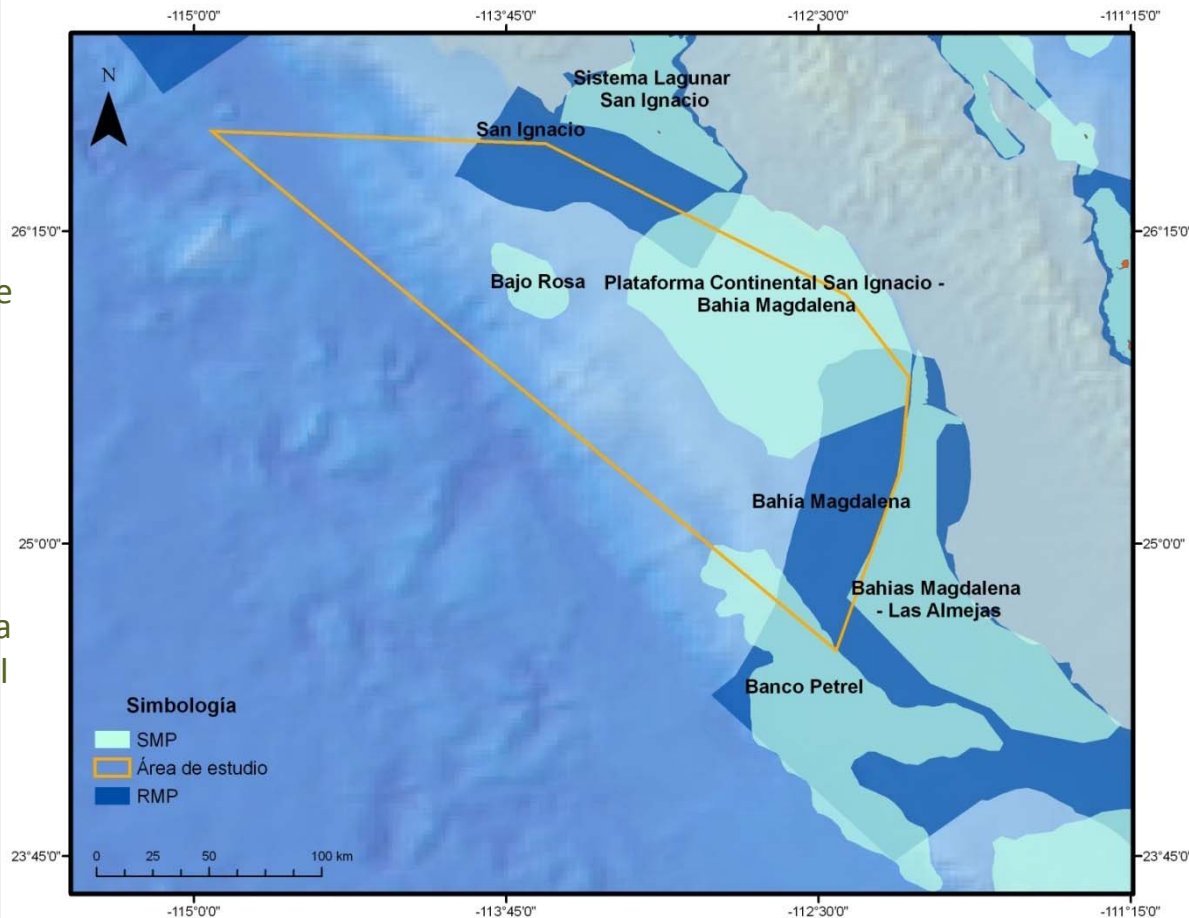 -115°0'0"
-113°45'0"
-112°30'0"
-111°15'0"
N
Sistema Lagunar
San Ignacio
San Ignacio
26°15'0"
26°15'0"
e
Bajo Rosa
Plataforma Continental San Ignacio -
Bahia Magdalena
Bahía Magdalena
25°0'0"
25°0'0"
Bahias Magdalena
- Las Almejas
a
l
Banco Petrel
Simbología
SMP
Área de estudio
RMP
0 25 50 100 km
23°45'0"
23°45'0"
-115°0'0"
-113°45'0"
-112°30'0"
-111°15'0"